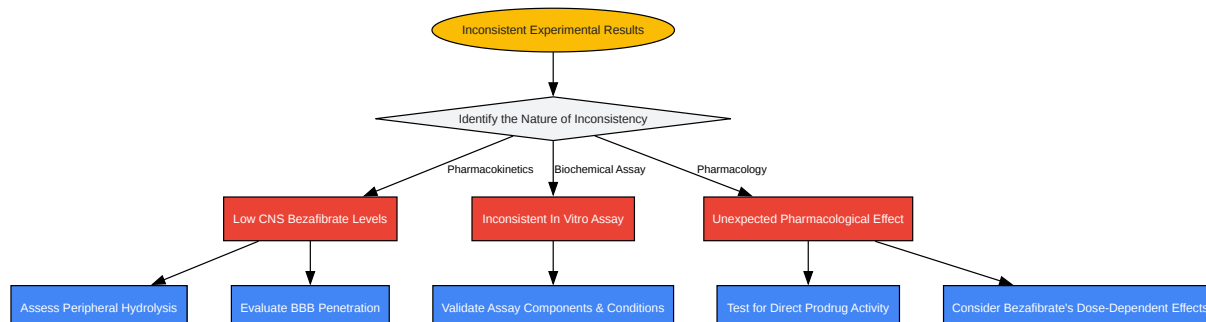 Inconsistent Experimental Results
Identify the Nature of Inconsistency
Pharmacokinetics
Biochemical Assay
Pharmacology
Low CNS Bezafibrate Levels
Inconsistent In Vitro Assay
Unexpected Pharmacological Effect
Assess Peripheral Hydrolysis
Evaluate BBB Penetration
Validate Assay Components & Conditions
Test for Direct Prodrug Activity
Consider Bezafibrate's Dose-Dependent Effects